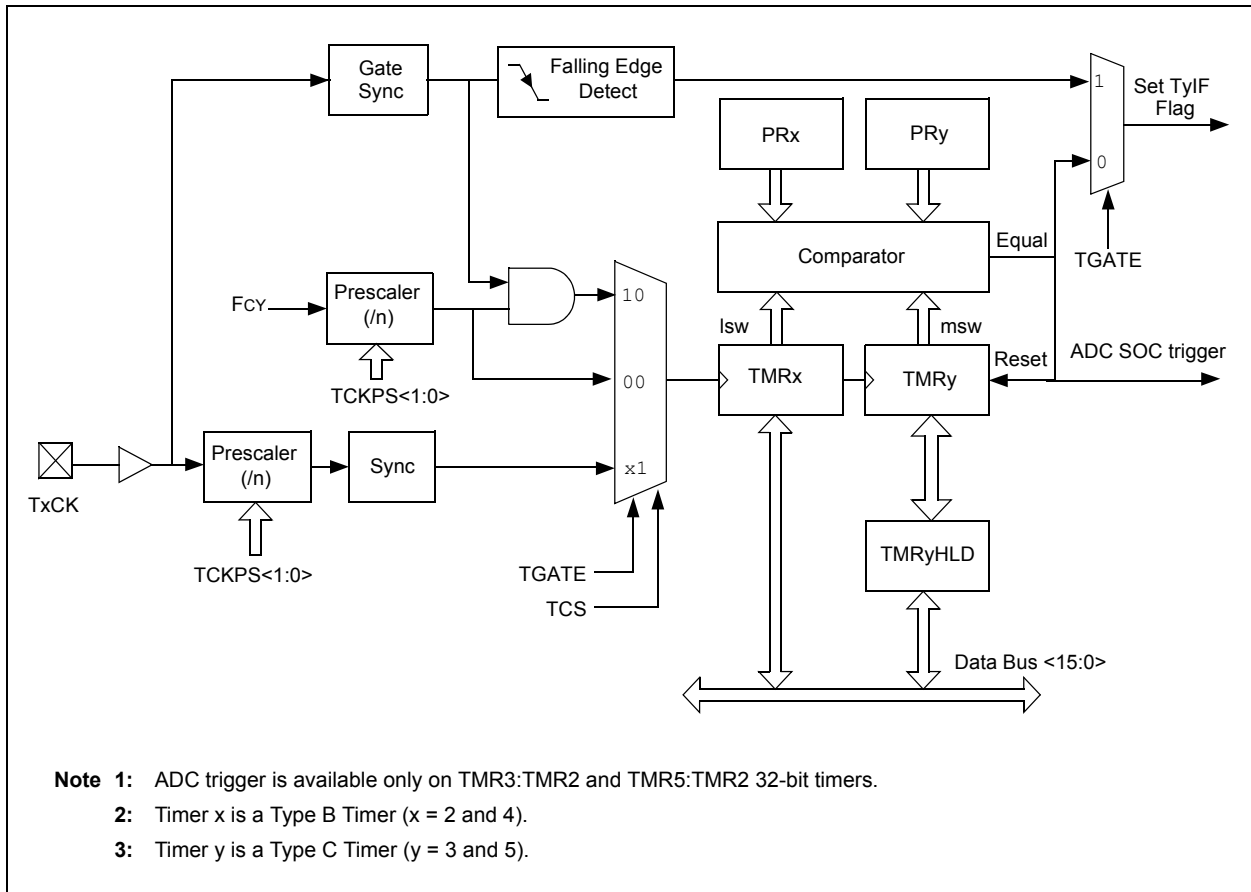 Gate
Sync
Falling Edge
Detect
1
Set TyIF
Flag
PRx
PRy
0
Equal
Comparator
TGATE
FCY
Prescaler
(/n)
10
lsw
msw
TCKPS<1:0>
00
TMRx
TMRy
Reset
ADC SOC trigger
TxCK
Prescaler
(/n)
Sync
x1
TCKPS<1:0>
TGATE
TCS
TMRyHLD
Data Bus <15:0>
Note 1: ADC trigger is available only on TMR3:TMR2 and TMR5:TMR2 32-bit timers.
2: Timer x is a Type B Timer (x = 2 and 4).
3: Timer y is a Type C Timer (y = 3 and 5).